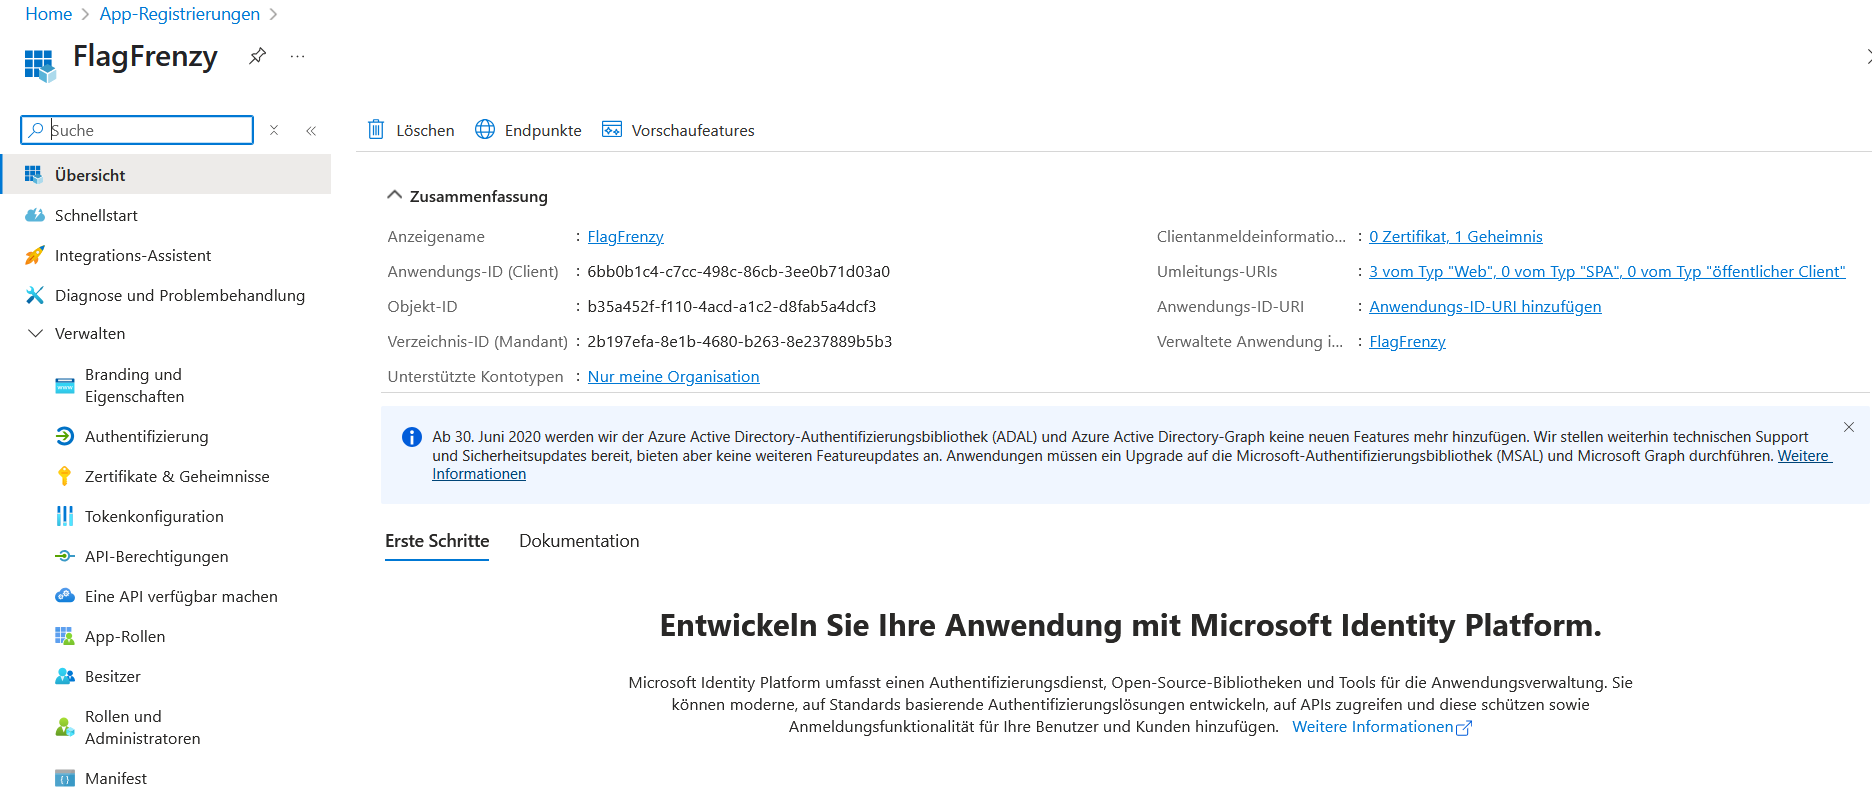 Home > App-Registrierungen >
FlagFrenzy
Suche
Löschen Endpunkte Vorschaufeatures
Übersicht
Schnellstart
Integrations-Assistent
Diagnose und Problembehandlung
Verwalten
Branding und
Eigenschaften
Authentifizierung
Zertifikate & Geheimnisse
Tokenkonfiguration
API-Berechtigungen
Eine API verfügbar machen
App-Rollen
Besitzer
Rollen und
Administratoren
Manifest
Zusammenfassung
Anzeigename : FlagFrenzy
Anwendungs-ID (Client) : 6bb0b1c4-c7cc-498c-86cb-3ee0b71d03a0
Objekt-ID : b35a452f-f110-4acd-a1c2-d8fab5a4dcf3
Verzeichnis-ID (Mandant) : 2b197efa-8e1b-4680-b263-8e237889b5b3
Unterstützte Kontotypen : Nur meine Organisation
Clientanmeldeinformatio... : 0 Zertifikat, 1 Geheimnis
Umleitungs-URIs : 3 vom Typ "Web", 0 vom Typ "SPA", 0 vom Typ "öffentlicher Client"
Anwendungs-ID-URI : Anwendungs-ID-URI hinzufügen
Verwaltete Anwendung i... : FlagFrenzy
Ab 30. Juni 2020 werden wir der Azure Active Directory-Authentifizierungsbibliothek (ADAL) und Azure Active Directory-Graph keine neuen Features mehr hinzufügen. Wir stellen weiterhin technischen Support
und Sicherheitsupdates bereit, bieten aber keine weiteren Featureupdates an. Anwendungen müssen ein Upgrade auf die Microsoft-Authentifizierungsbibliothek (MSAL) und Microsoft Graph durchführen. Weitere
Informationen
Erste Schritte Dokumentation
Entwickeln Sie Ihre Anwendung mit Microsoft Identity Platform.
Microsoft Identity Platform umfasst einen Authentifizierungsdienst, Open-Source-Bibliotheken und Tools für die Anwendungsverwaltung. Sie
können moderne, auf Standards basierende Authentifizierungslösungen entwickeln, auf APIs zugreifen und diese schützen sowie
Anmeldungsfunktionalität für Ihre Benutzer und Kunden hinzufügen. Weitere Informationen